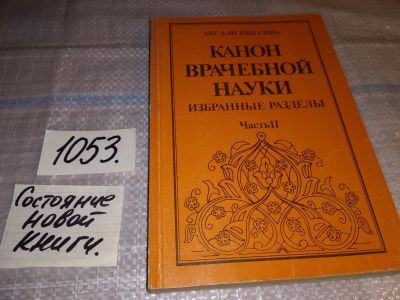 АБУ АЛИ ИБН СИНА
КАНОН
ВРАЧЕБНОЙ
НАУКИ
ИЗБРАННЫЕ РАЗДЕЛЫ
Часть II
1053.
Состояние
новой
книги.